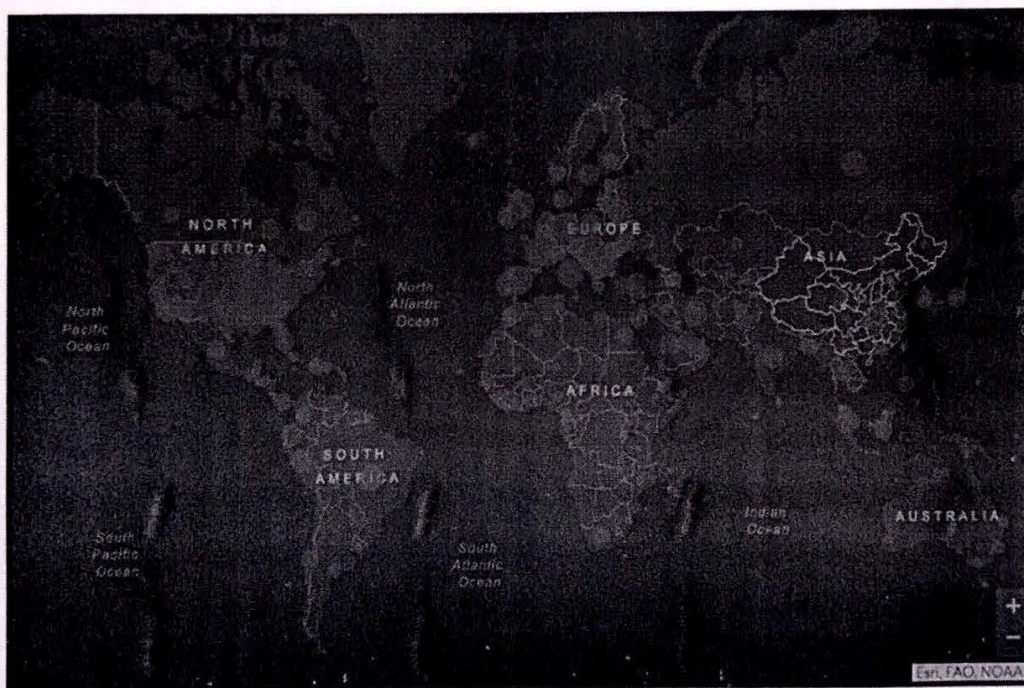 NORTH
AMERICA
EUROPE
ASIA
North
Atlantic
Ocean
North
Pacific
Ocean
AFRICA
SOUTH
AMERICA
South
Pacific
Ocean
South
Atlantic
Ocean
Indian
Ocean
AUSTRALIA
+
−
Esri, FAO, NOAA